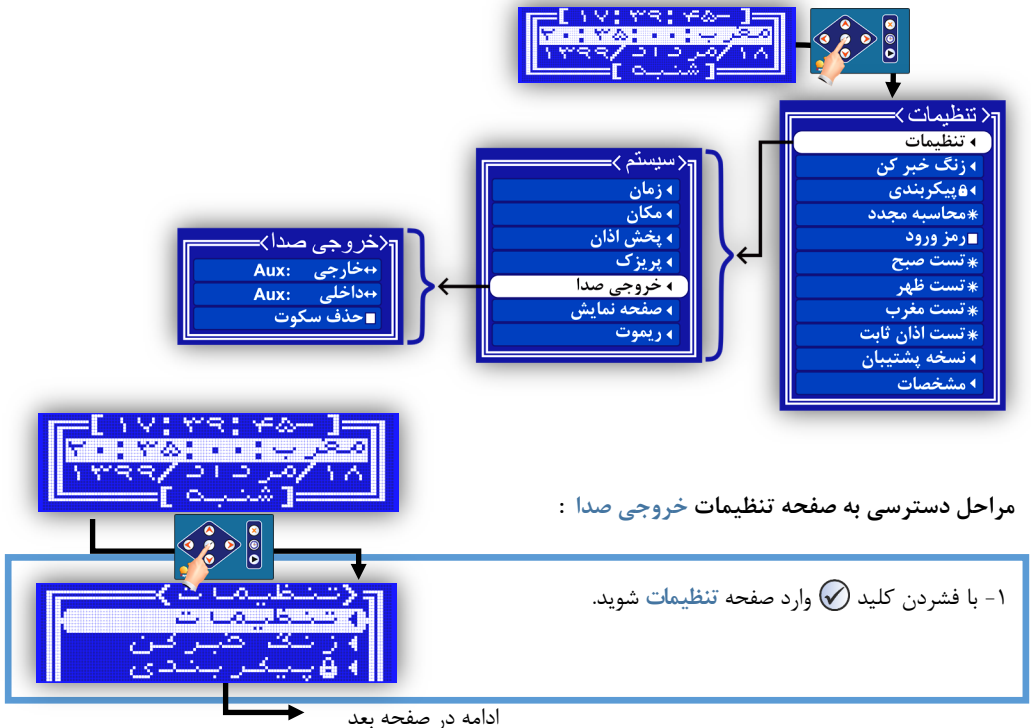 [ ۱۷:۳۹:۴۵- ]
مغرب ۲۰:۳۵:۰۰
۱۸/مرداد/۱۳۹۹
[ شنبه ]
<تنظیمات>
تنظیمات
زنگ خبر کن
پیکربندی
محاسبه مجدد
رمز ورود
تست صبح
تست ظهر
تست مغرب
تست اذان ثابت
نسخه پشتیبان
مشخصات
<سیستم>
زمان
مکان
پخش اذان
پریزک
خروجی صدا
صفحه نمایش
ریموت
<خروجی صدا>
خارجی Aux:
داخلی Aux:
حذف سکوت
[ ۱۷:۳۹:۴۵- ]
مغرب ۲۰:۳۵:۰۰
۱۸/مرداد/۱۳۹۹
[ شنبه ]
مراحل دسترسی به صفحه تنظیمات خروجی صدا :
۱- با فشردن کلید ✓ وارد صفحه تنظیمات شوید.
<تنظیمات>
تنظیمات
زنگ خبر کن
پیکربندی
ادامه در صفحه بعد